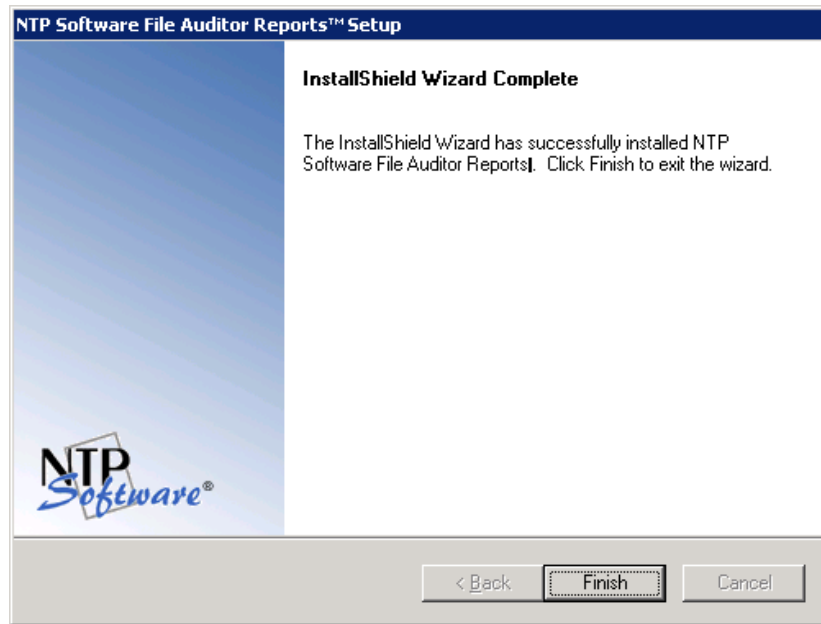 NTP Software File Auditor Reports™ Setup
InstallShield Wizard Complete
The InstallShield Wizard has successfully installed NTP
Software File Auditor Reports. Click Finish to exit the wizard.
NTP
Software®
< Back
Finish
Cancel